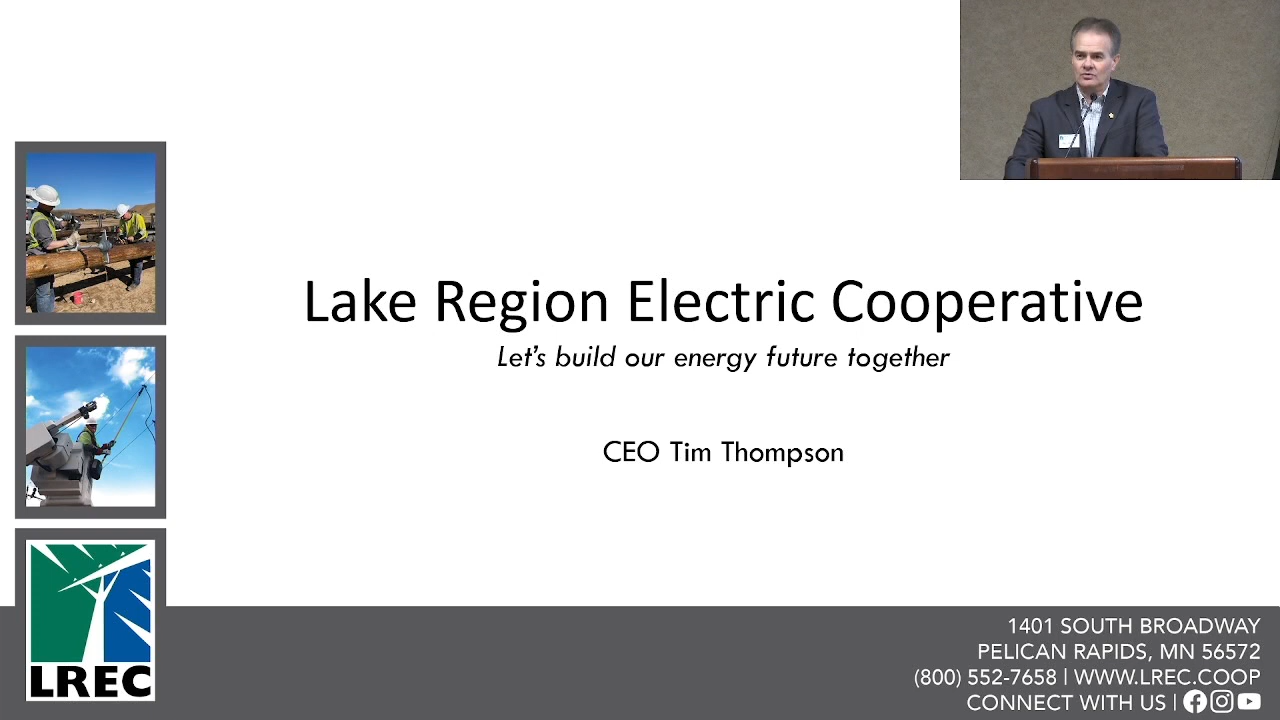 Lake Region Electric Cooperative
Let's build our energy future together
CEO Tim Thompson
LREC
1401 SOUTH BROADWAY
PELICAN RAPIDS, MN 56572
(800) 552-7658 | WWW.LREC.COOP
CONNECT WITH US |